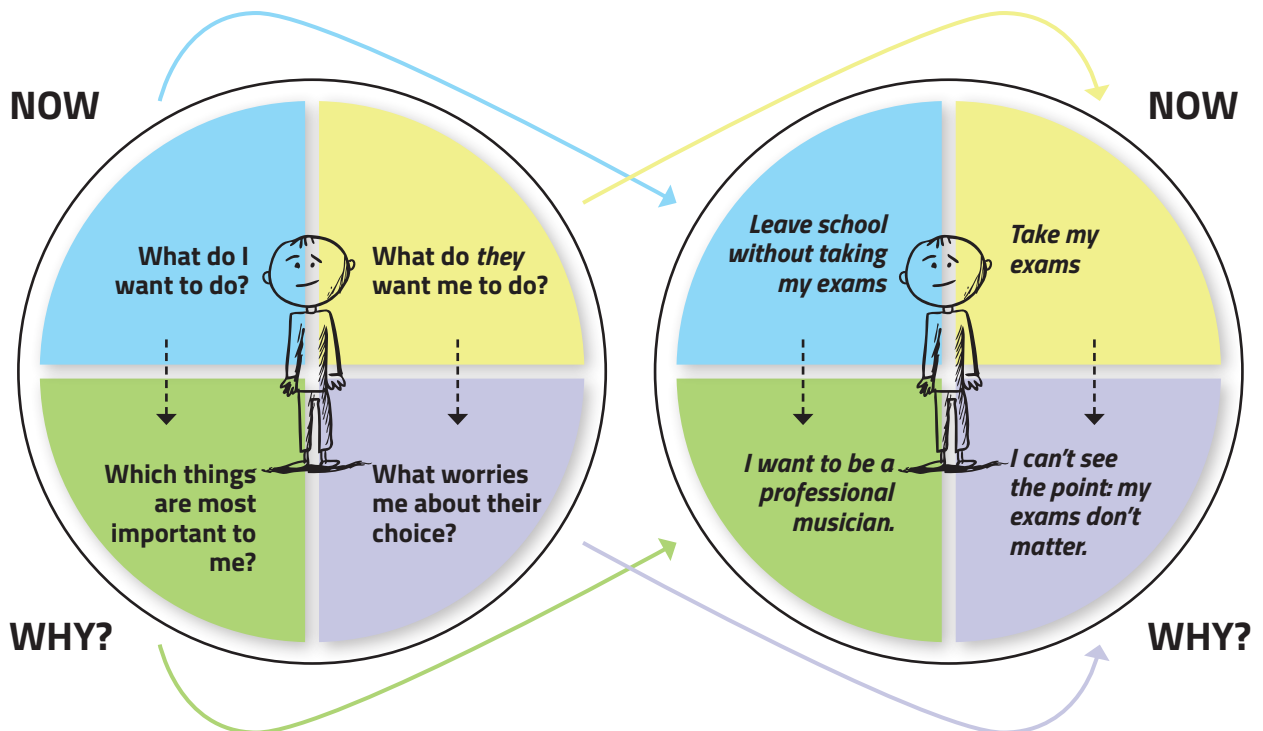 NOW
What do I
want to do?
What do they
want me to do?
Which things
are most
important to
me?
What worries
me about their
choice?
WHY?
NOW
Leave school
without taking
my exams
Take my
exams
I want to be a
professional
musician.
I can't see
the point: my
exams don't
matter.
WHY?